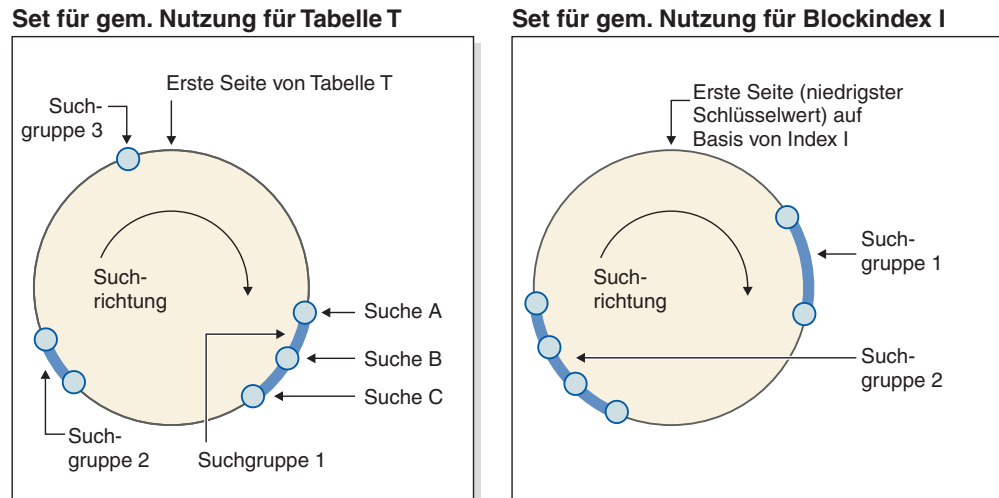 Set für gem. Nutzung für Tabelle T
Erste Seite von Tabelle T
Such-
gruppe 3
Such-
richtung
Suche A
Suche B
Suche C
Such-
gruppe 2
Suchgruppe 1
Set für gem. Nutzung für Blockindex I
Erste Seite (niedrigster
Schlüsselwert) auf
Basis von Index I
Such-
gruppe 1
Such-
richtung
Such-
gruppe 2